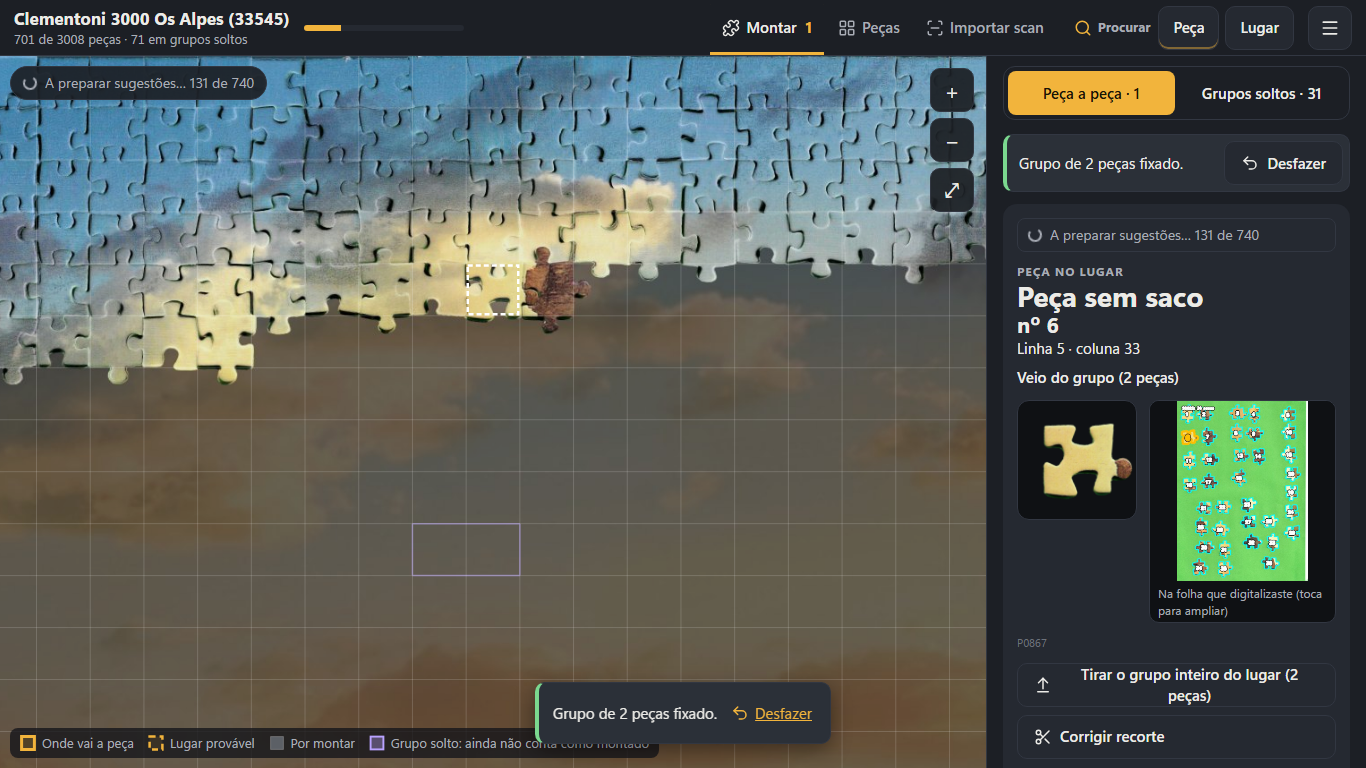 Clementoni 3000 Os Alpes (33545)
701 de 3008 peças · 71 em grupos soltos
Montar 1
Peças
Importar scan
Procurar
Peça
Lugar
A preparar sugestões... 131 de 740
+
−
Peça a peça · 1
Grupos soltos · 31
Grupo de 2 peças fixado.
Desfazer
A preparar sugestões... 131 de 740
PEÇA NO LUGAR
Peça sem saco
nº 6
Linha 5 · coluna 33
Veio do grupo (2 peças)
Na folha que digitalizaste (toca
para ampliar)
P0867
Tirar o grupo inteiro do lugar (2
peças)
Corrigir recorte
Grupo de 2 peças fixado.
Desfazer
Onde vai a peça
Lugar provável
Por montar
Grupo solto: ainda não conta como montado